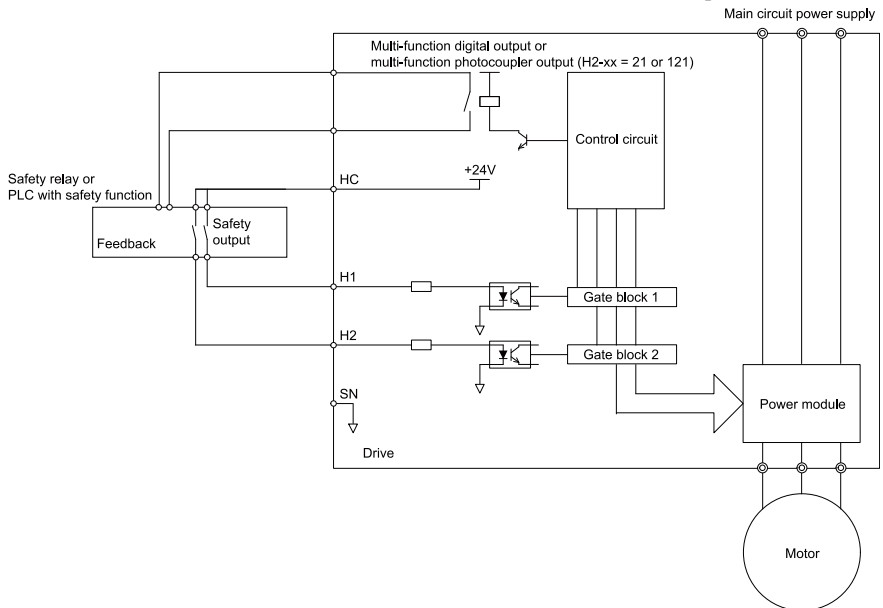 Main circuit power supply
Multi-function digital output or
multi-function photocoupler output (H2-xx = 21 or 121)
Control circuit
+24V
HC
Safety relay or
PLC with safety function
Safety
output
Feedback
H1
Gate block 1
H2
Gate block 2
SN
Power module
Drive
Motor